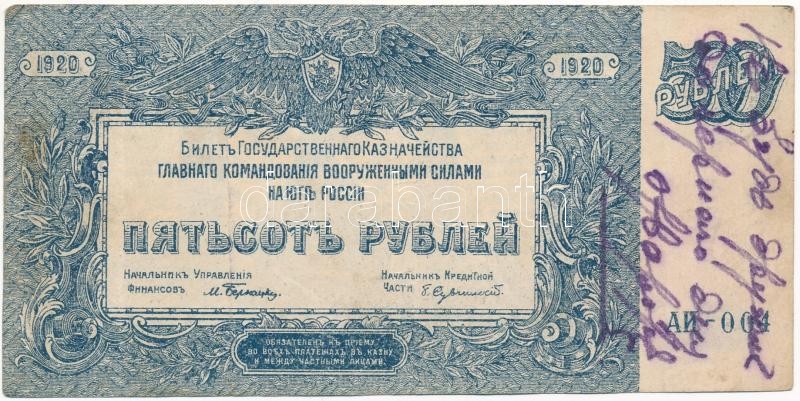 1920
1920
500
РУБЛЕЙ
БИЛЕТЪ ГОСУДАРСТВЕННАГО КАЗНАЧЕЙСТВА
ГЛАВНАГО КОМАНДОВАНІЯ ВООРУЖЕННЫМИ СИЛАМИ
НА ЮГѢ РОССІИ
ПЯТЬСОТЪ РУБЛЕЙ
НАЧАЛЬНИКЪ УПРАВЛЕНІЯ
ФИНАНСОВЪ
НАЧАЛЬНИКЪ КРЕДИТНОЙ
ЧАСТИ
ОБЯЗАТЕЛЕНЪ КЪ ПРІЕМУ
ВО ВСѢХЪ ПЛАТЕЖАХЪ ВЪ КАЗНУ
И МЕЖДУ ЧАСТНЫМИ ЛИЦАМИ.
АИ 004
darabanth